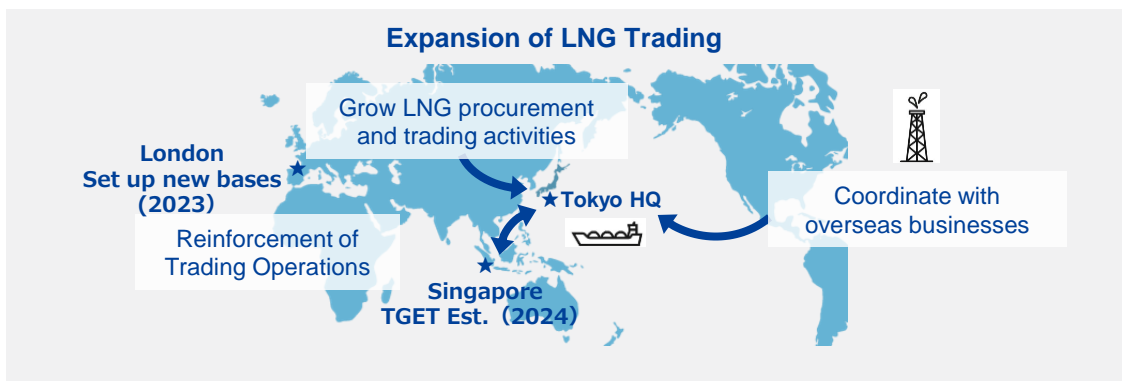 Expansion of LNG Trading
Grow LNG procurement
and trading activities
London
Set up new bases
（2023）
Reinforcement of
Trading Operations
Tokyo HQ
Coordinate with
overseas businesses
Singapore
TGET Est.（2024）